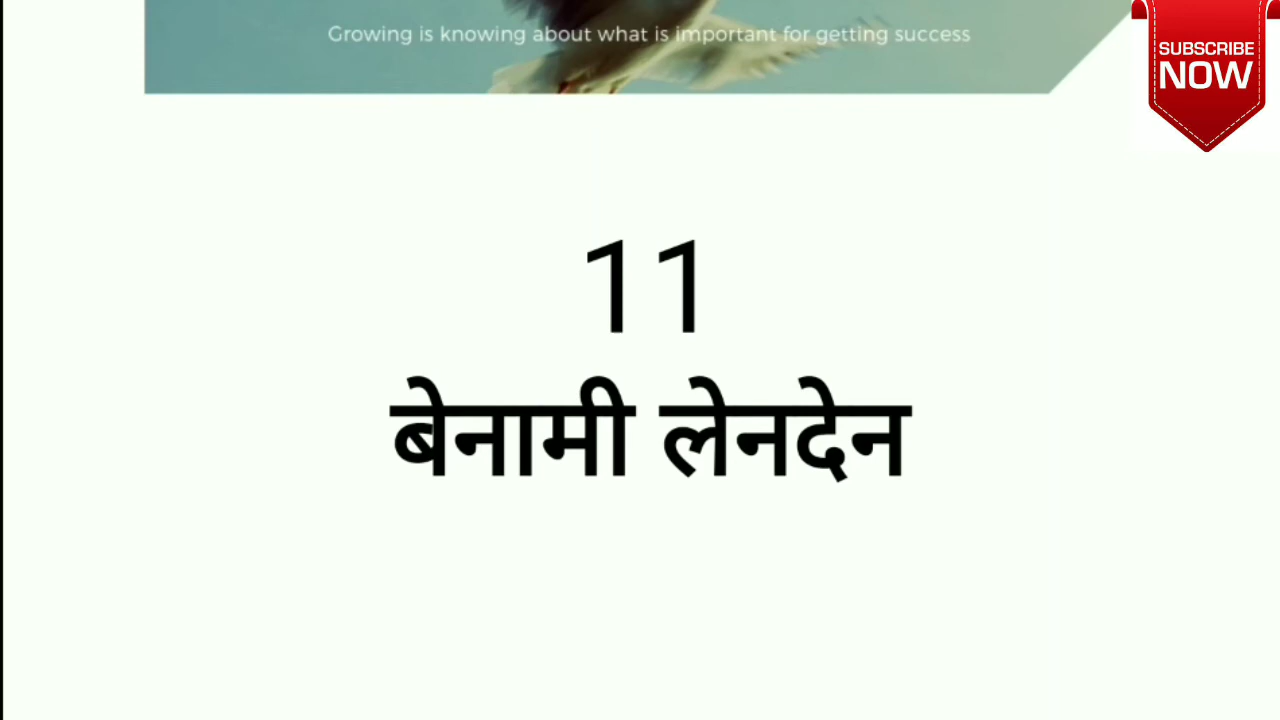 Growing is knowing about what is important for getting success
SUBSCRIBE
NOW
11
बेनामी लेनदेन